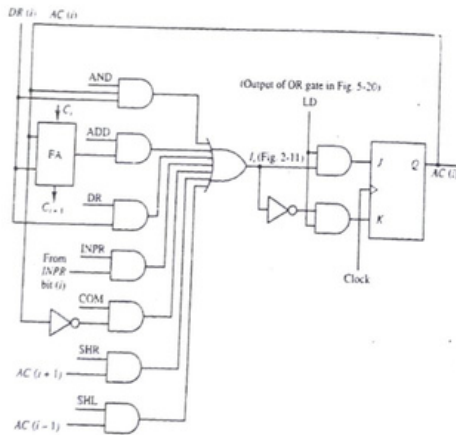 DR (i) AC (i)
AND
(Output of OR gate in Fig. 5-20)
LD
C_i
ADD
FA
I_i (Fig. 2-11)
J Q
AC (i)
C_{i+1}
DR
K
INPR
From
INPR
bit (i)
Clock
COM
SHR
AC (i + 1)
SHL
AC (i − 1)